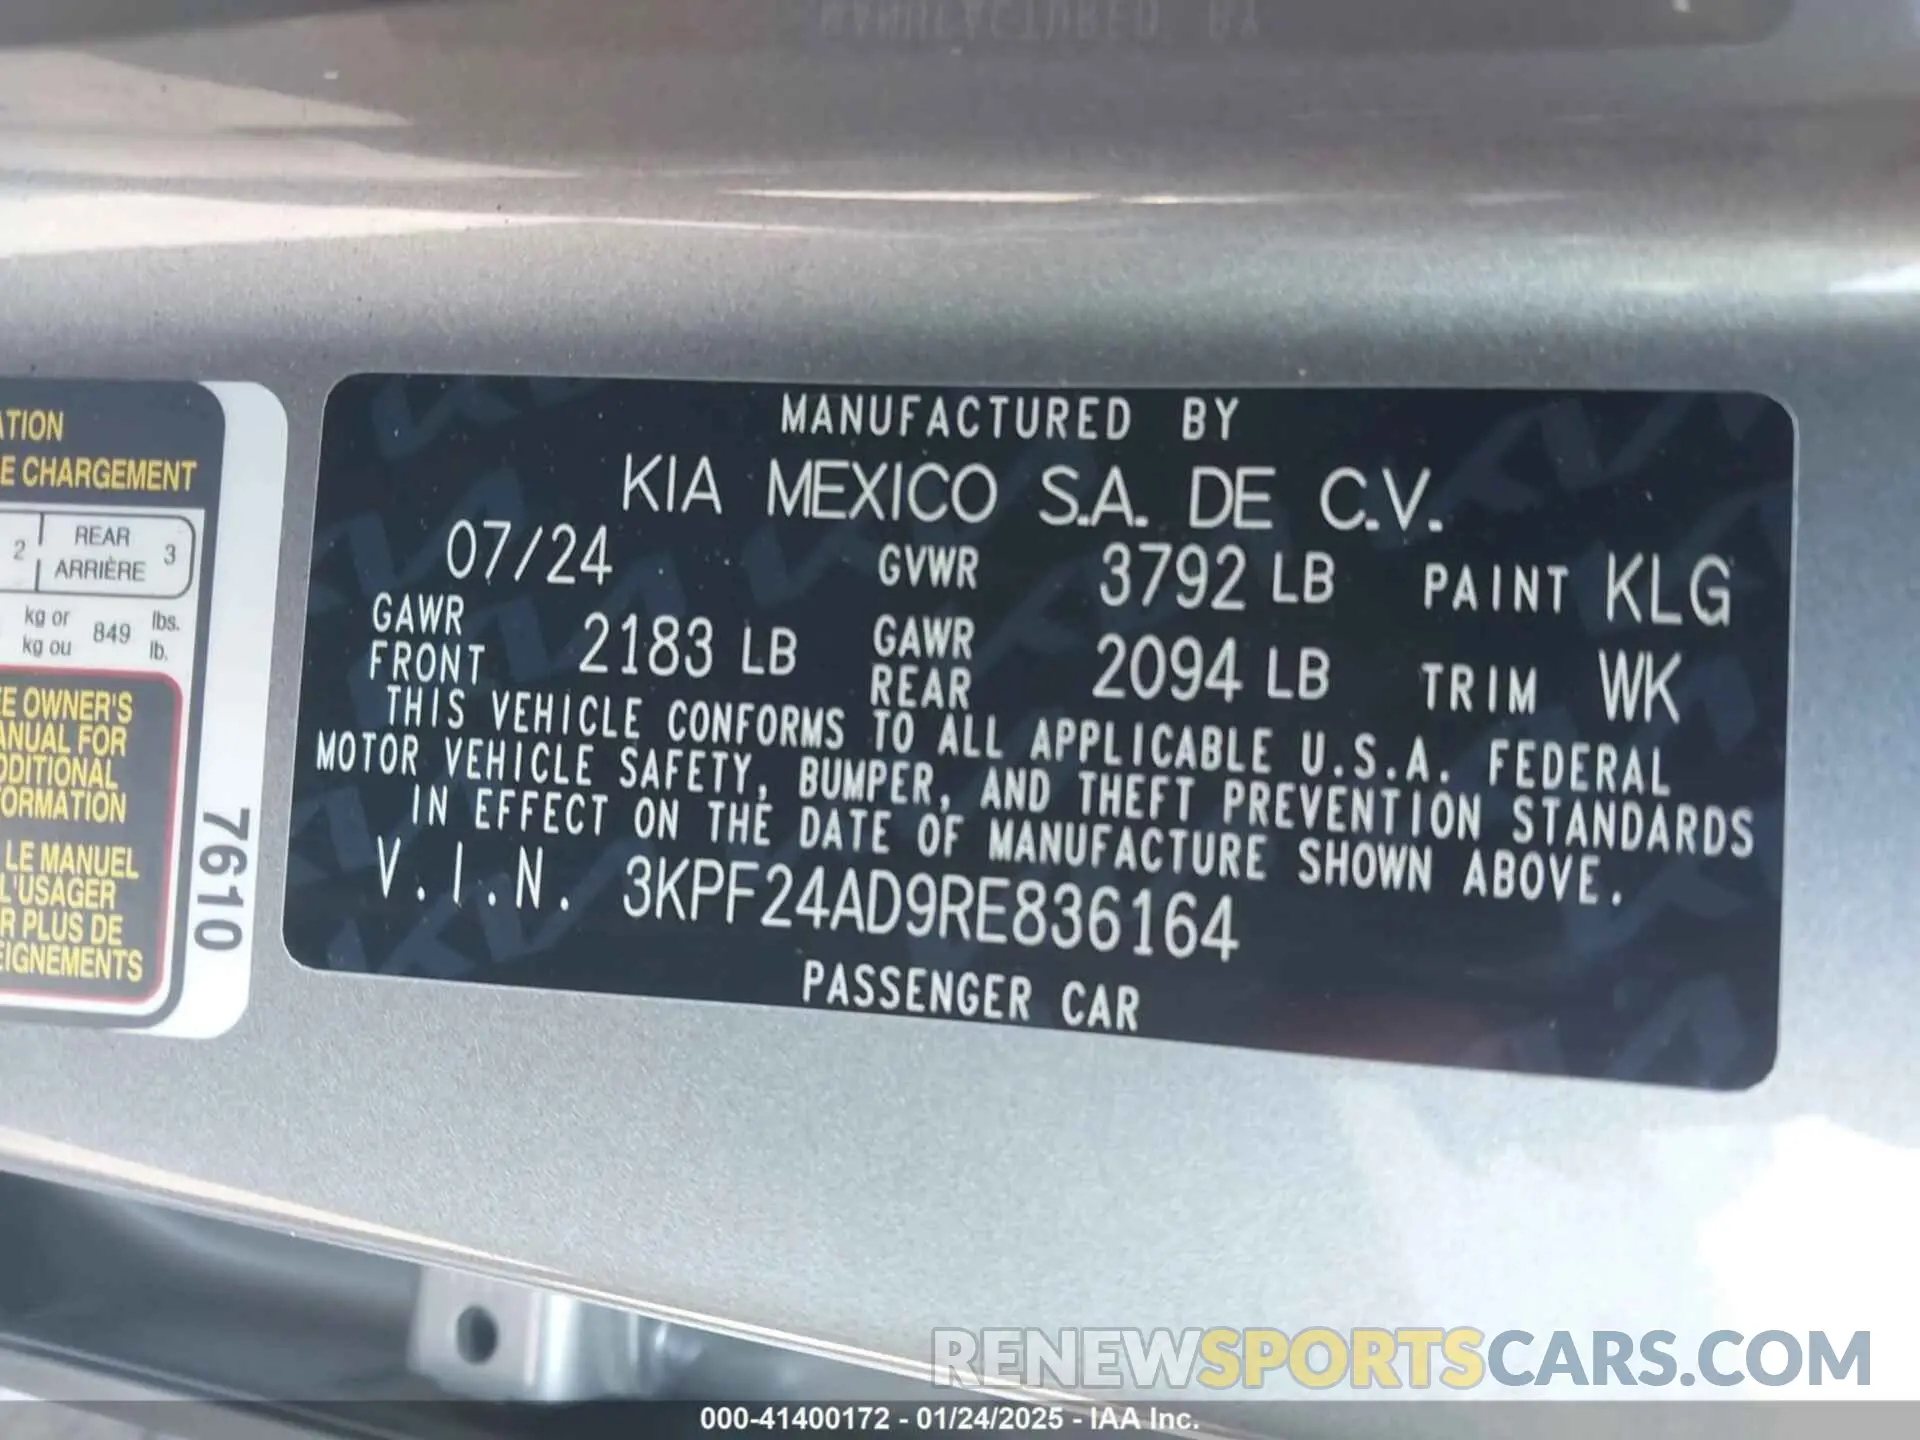 MANUFACTURED BY
KIA MEXICO S.A. DE C.V.
07/24 GVWR 3792 LB PAINT KLG
GAWR FRONT 2183 LB GAWR REAR 2094 LB TRIM WK
THIS VEHICLE CONFORMS TO ALL APPLICABLE U.S.A. FEDERAL
MOTOR VEHICLE SAFETY, BUMPER, AND THEFT PREVENTION STANDARDS
IN EFFECT ON THE DATE OF MANUFACTURE SHOWN ABOVE.
V.I.N. 3KPF24AD9RE836164
PASSENGER CAR
ATION
E CHARGEMENT
2 REAR 3
ARRIÈRE
kg or 849 lbs.
kg ou lb.
EE OWNER'S
ANUAL FOR
DDITIONAL
FORMATION
LE MANUEL
L'USAGER
R PLUS DE
EIGNEMENTS
7610
RENEWSPORTSCARS.COM
000-41400172 - 01/24/2025 - IAA Inc.